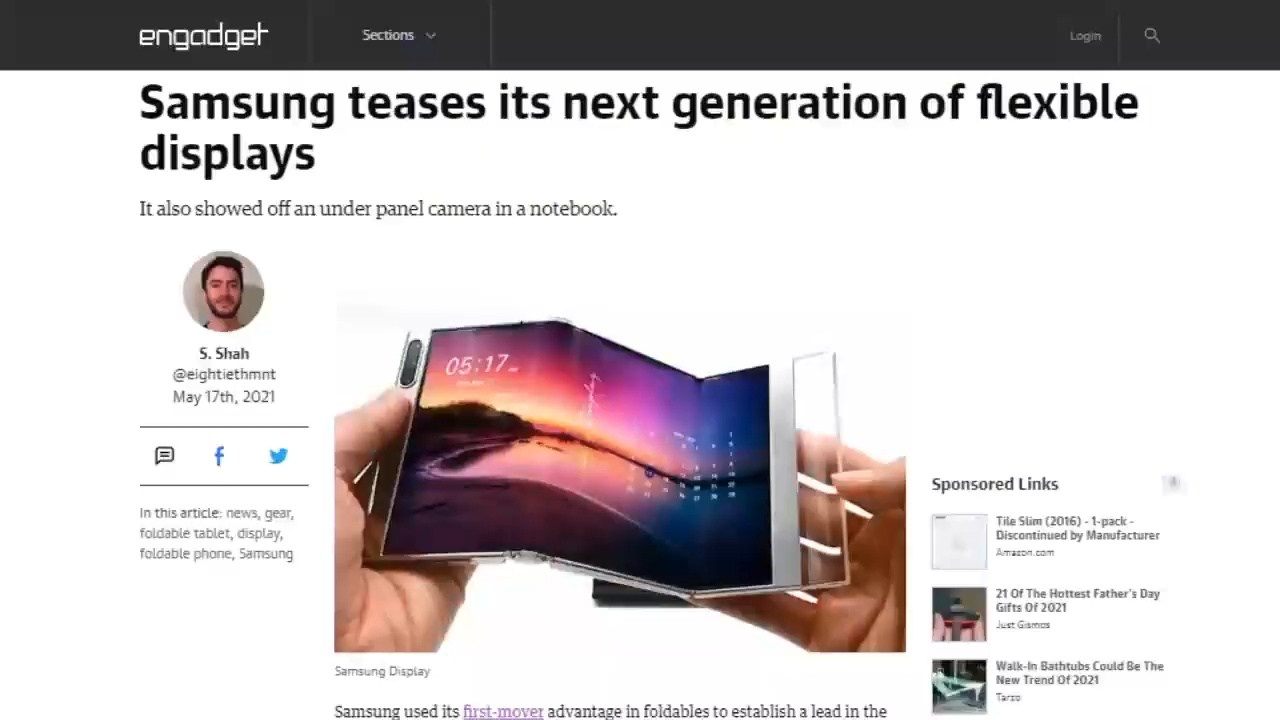 engadget
Sections
Login
Samsung teases its next generation of flexible
displays
It also showed off an under panel camera in a notebook.
S. Shah
@eightiethmnt
May 17th, 2021
In this article: news, gear,
foldable tablet, display,
foldable phone, Samsung
05:17
Samsung Display
Samsung used its first-mover advantage in foldables to establish a lead in the
Sponsored Links
Tile Slim (2016) - 1-pack -
Discontinued by Manufacturer
Amazon.com
21 Of The Hottest Father's Day
Gifts Of 2021
Just Gismos
Walk-In Bathtubs Could Be The
New Trend Of 2021
Tarzo